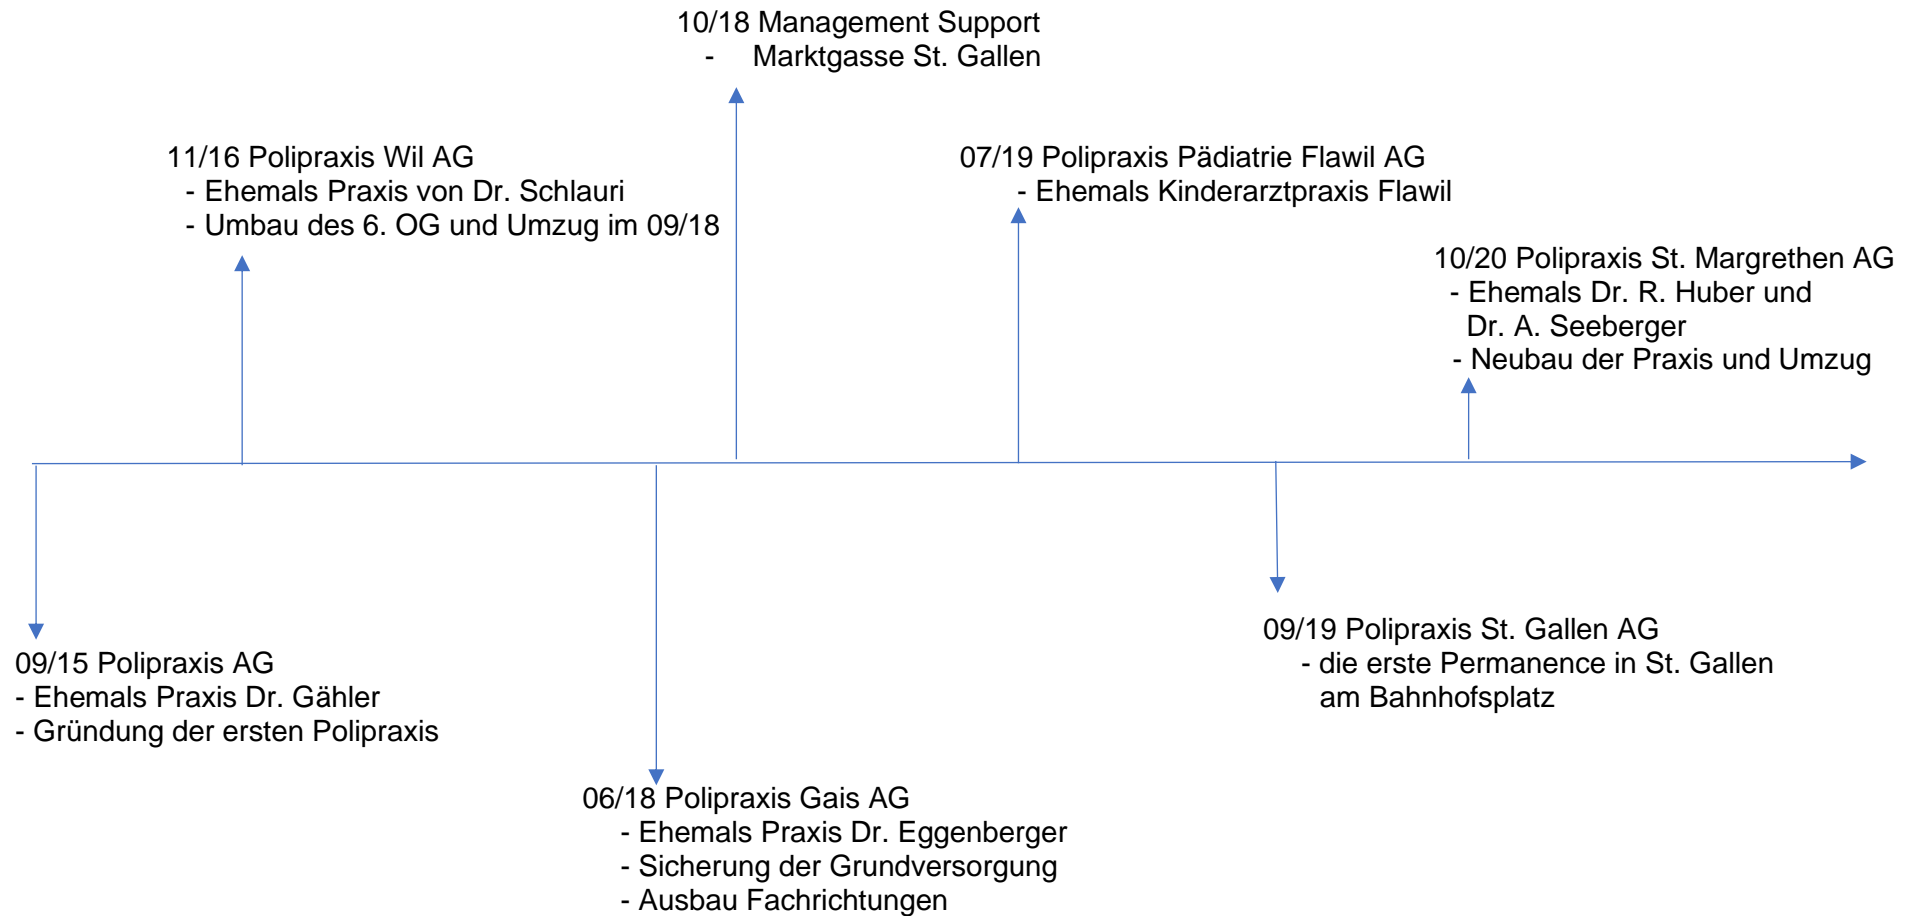 10/18 Management Support
- Marktgasse St. Gallen
11/16 Polipraxis Wil AG
- Ehemals Praxis von Dr. Schlauri
- Umbau des 6. OG und Umzug im 09/18
07/19 Polipraxis Pädiatrie Flawil AG
- Ehemals Kinderarztpraxis Flawil
10/20 Polipraxis St. Margrethen AG
- Ehemals Dr. R. Huber und
Dr. A. Seeberger
- Neubau der Praxis und Umzug
09/15 Polipraxis AG
- Ehemals Praxis Dr. Gähler
- Gründung der ersten Polipraxis
09/19 Polipraxis St. Gallen AG
- die erste Permanence in St. Gallen
am Bahnhofsplatz
06/18 Polipraxis Gais AG
- Ehemals Praxis Dr. Eggenberger
- Sicherung der Grundversorgung
- Ausbau Fachrichtungen